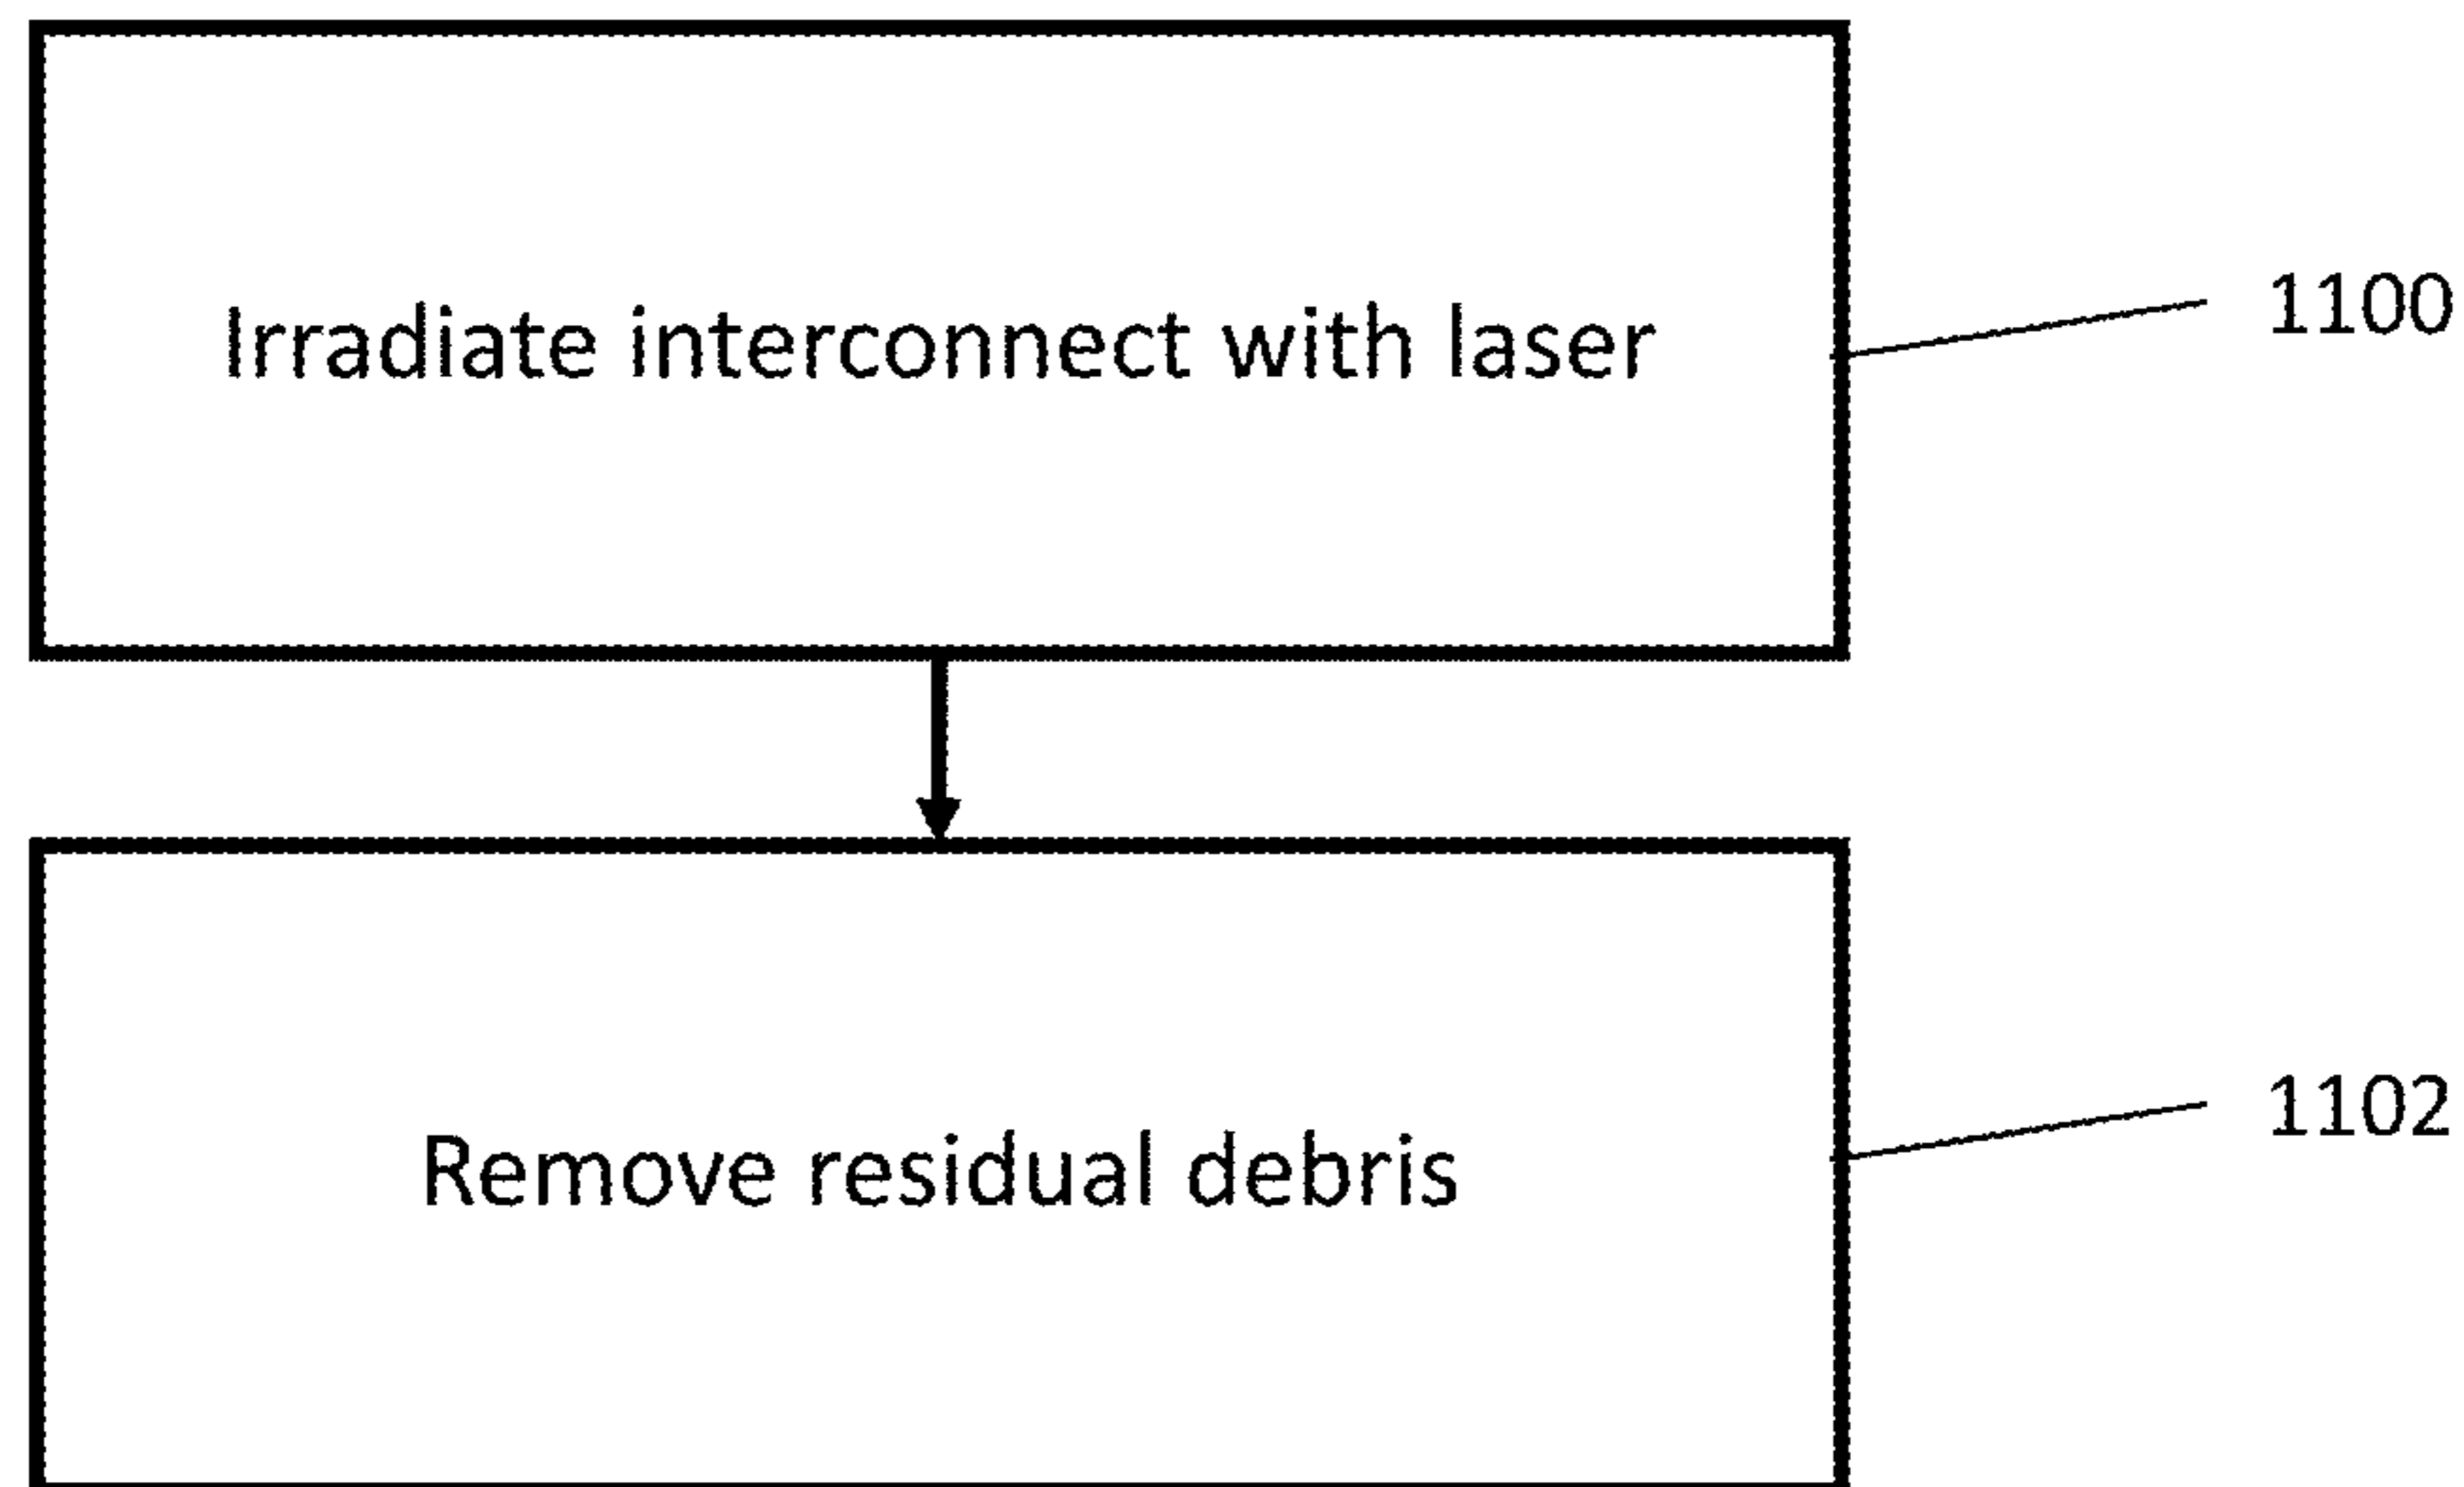 Irradiate interconnect with laser
1100
Remove residual debris
1102